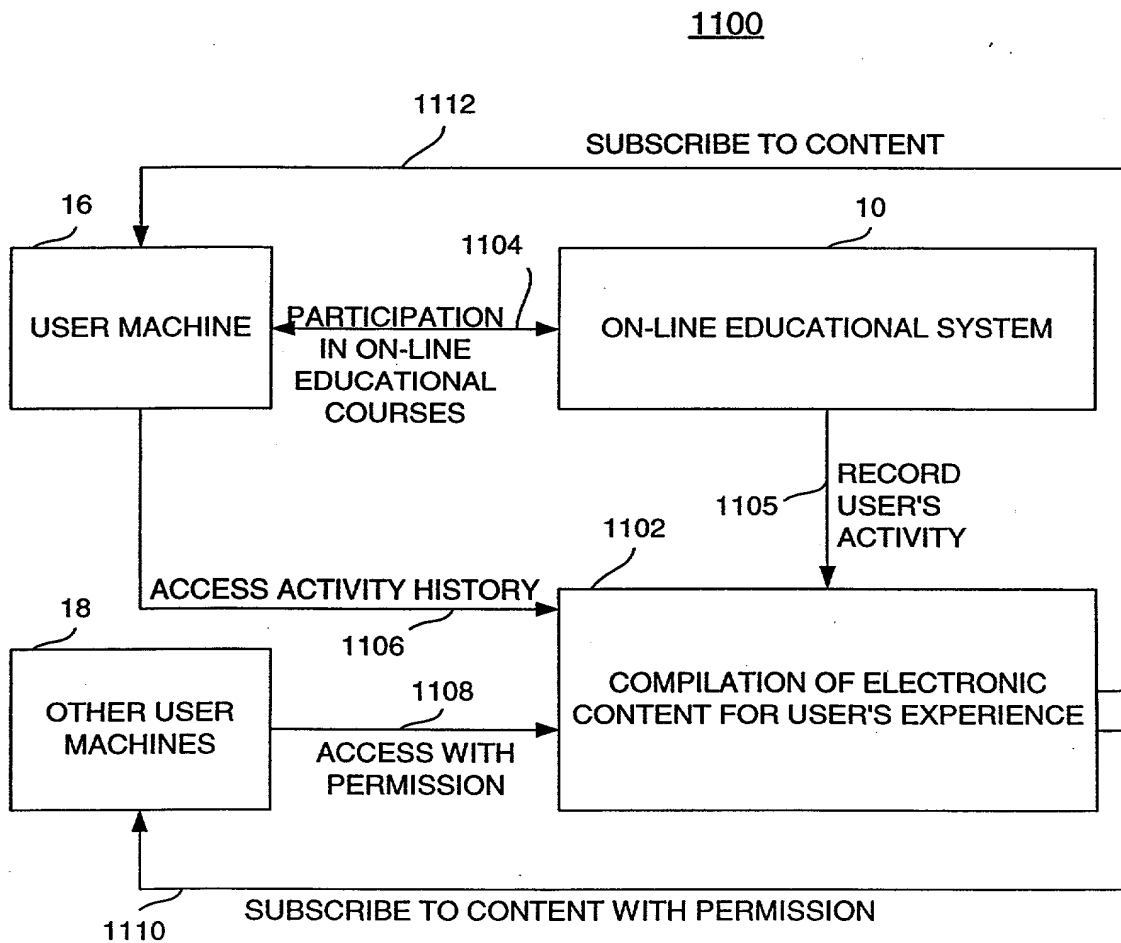 1100
1112
SUBSCRIBE TO CONTENT
16
10
1104
USER MACHINE
PARTICIPATION
IN ON-LINE
EDUCATIONAL
COURSES
ON-LINE EDUCATIONAL SYSTEM
1105
RECORD
USER'S
ACTIVITY
1102
ACCESS ACTIVITY HISTORY
1106
18
OTHER USER
MACHINES
1108
ACCESS WITH
PERMISSION
COMPILATION OF ELECTRONIC
CONTENT FOR USER'S EXPERIENCE
SUBSCRIBE TO CONTENT WITH PERMISSION
1110